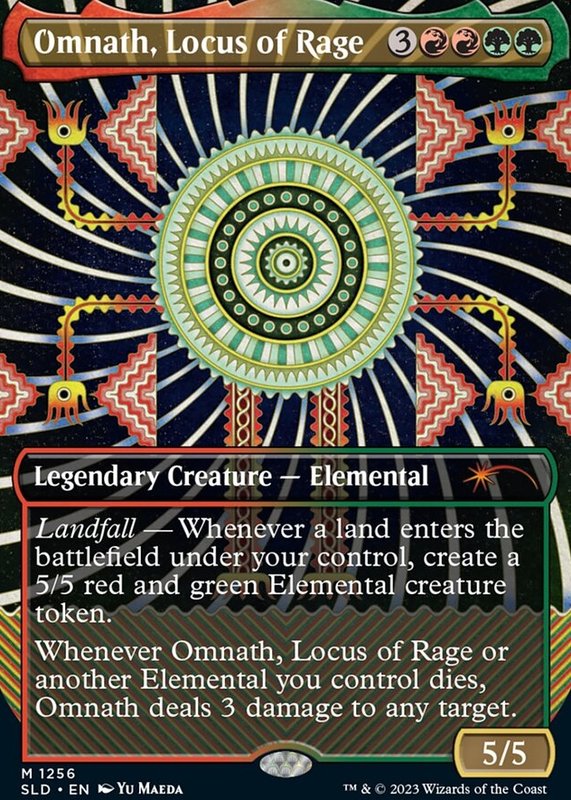 Omnath, Locus of Rage 3
Legendary Creature — Elemental
Landfall — Whenever a land enters the
battlefield under your control, create a
5/5 red and green Elemental creature
token.
Whenever Omnath, Locus of Rage or
another Elemental you control dies,
Omnath deals 3 damage to any target.
5/5
M 1256
SLD • EN Yu Maeda
™ & © 2023 Wizards of the Coast